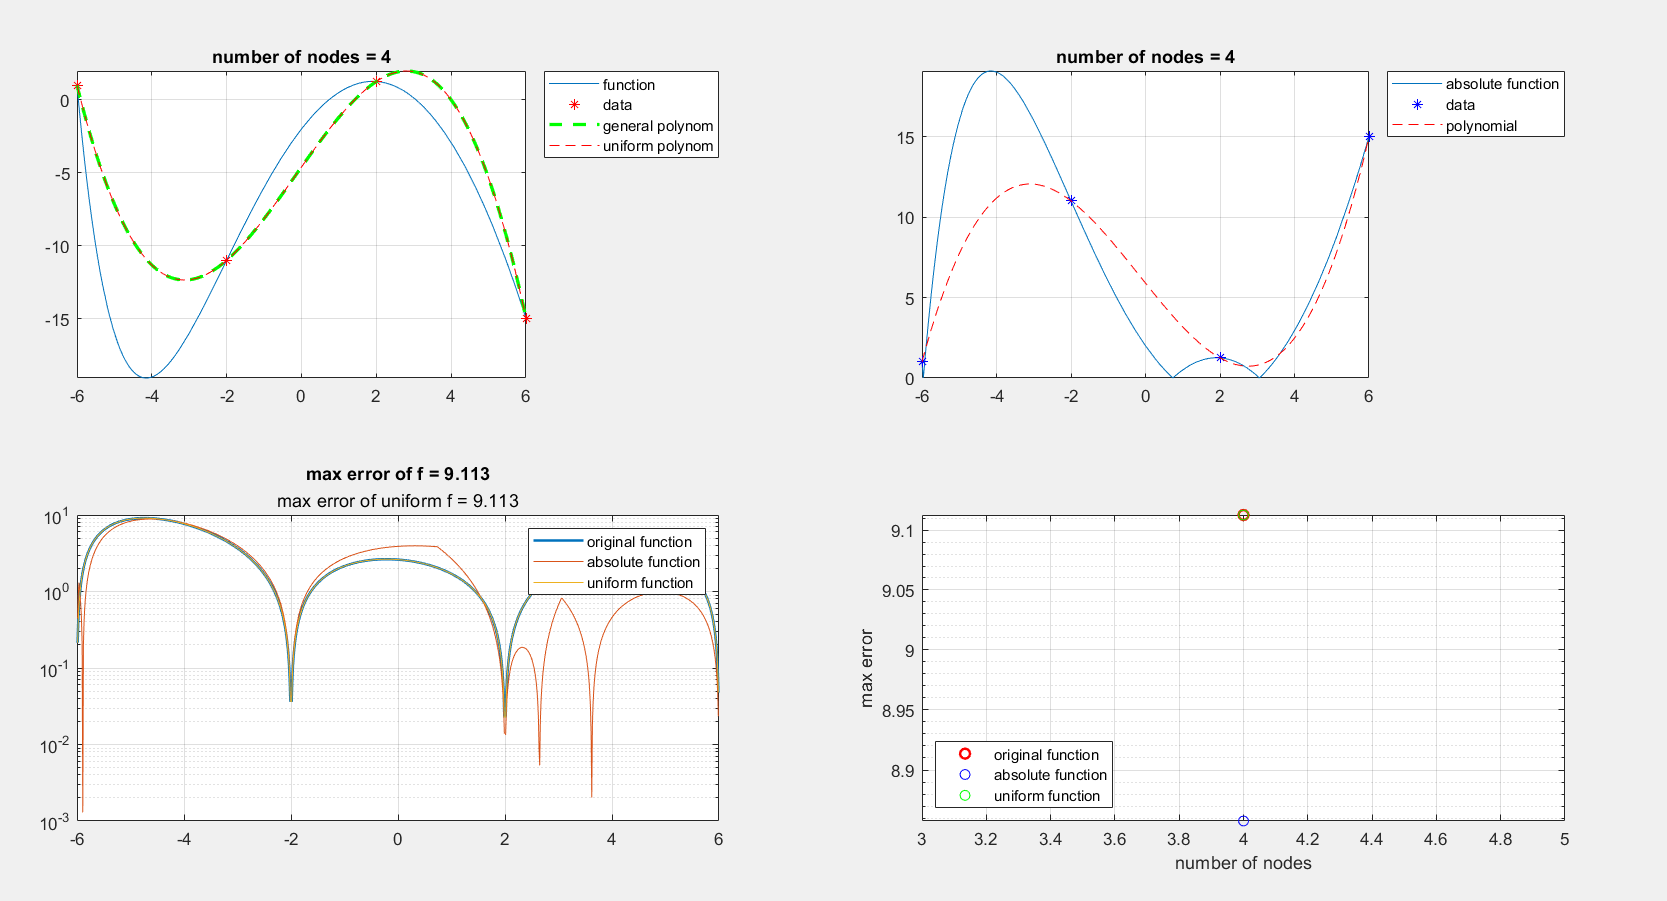 number of nodes = 4
0
-5
-10
-15
-6
-4
-2
0
2
4
6
function
data
general polynom
uniform polynom
number of nodes = 4
15
10
5
0
-6
-4
-2
0
2
4
6
absolute function
data
polynomial
max error of f = 9.113
max error of uniform f = 9.113
10^1
10^0
10^-1
10^-2
10^-3
-6
-4
-2
0
2
4
6
original function
absolute function
uniform function
max error
9.1
9.05
9
8.95
8.9
3
3.2
3.4
3.6
3.8
4
4.2
4.4
4.6
4.8
5
number of nodes
original function
absolute function
uniform function